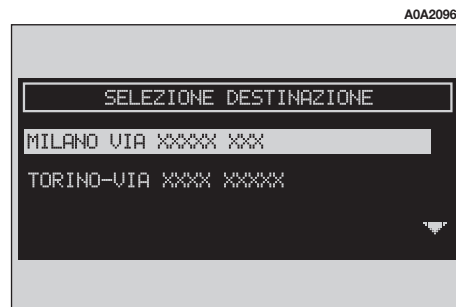 A0A2096
SELEZIONE DESTINAZIONE
MILANO VIA XXXXX XXX
TORINO-VIA XXXX XXXXX